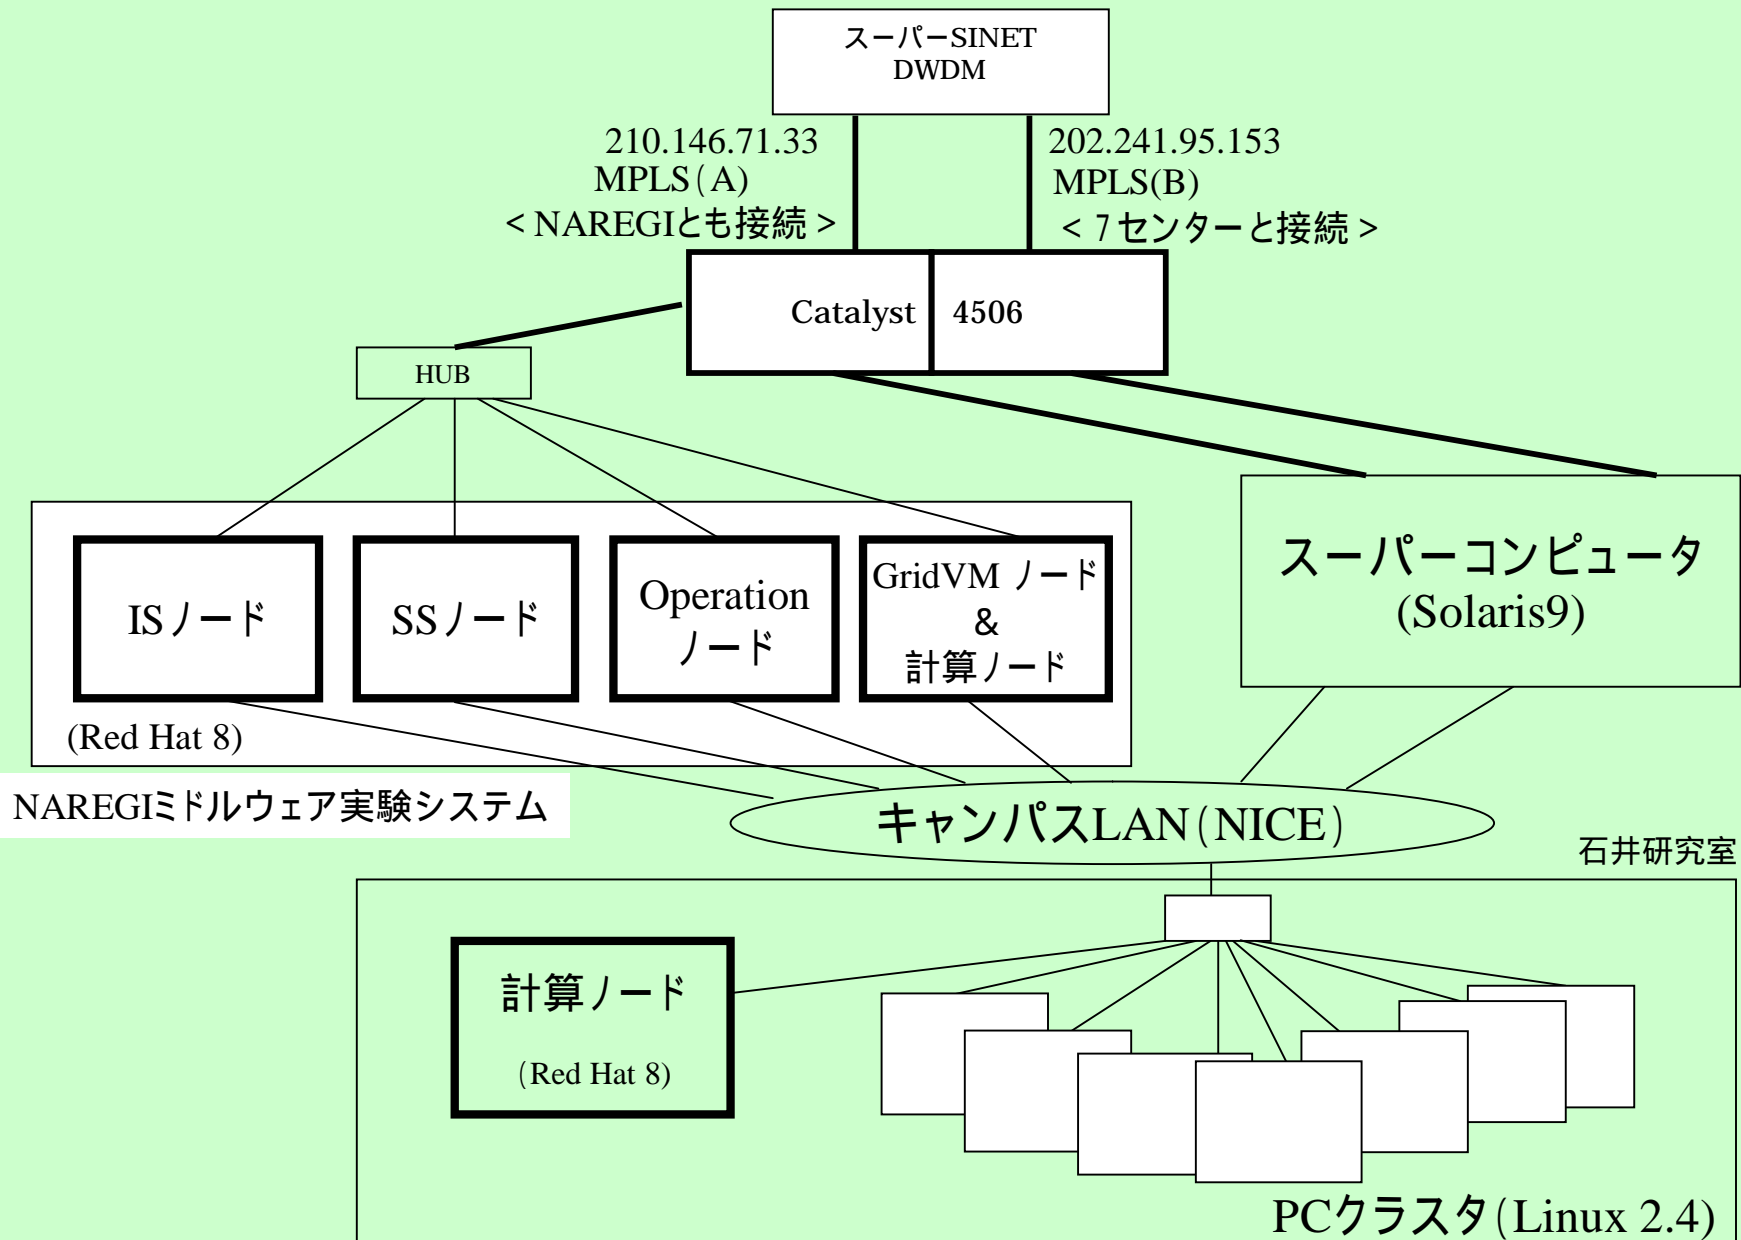 スーパーSINET
DWDM
210.146.71.33
MPLS(A)
<NAREGIとも接続>
202.241.95.153
MPLS(B)
<7センターと接続>
Catalyst 4506
HUB
ISノード
SSノード
Operation
ノード
GridVM ノード
&
計算ノード
(Red Hat 8)
スーパーコンピュータ
(Solaris9)
NAREGIミドルウェア実験システム
キャンパスLAN(NICE)
石井研究室
計算ノード
(Red Hat 8)
PCクラスタ(Linux 2.4)